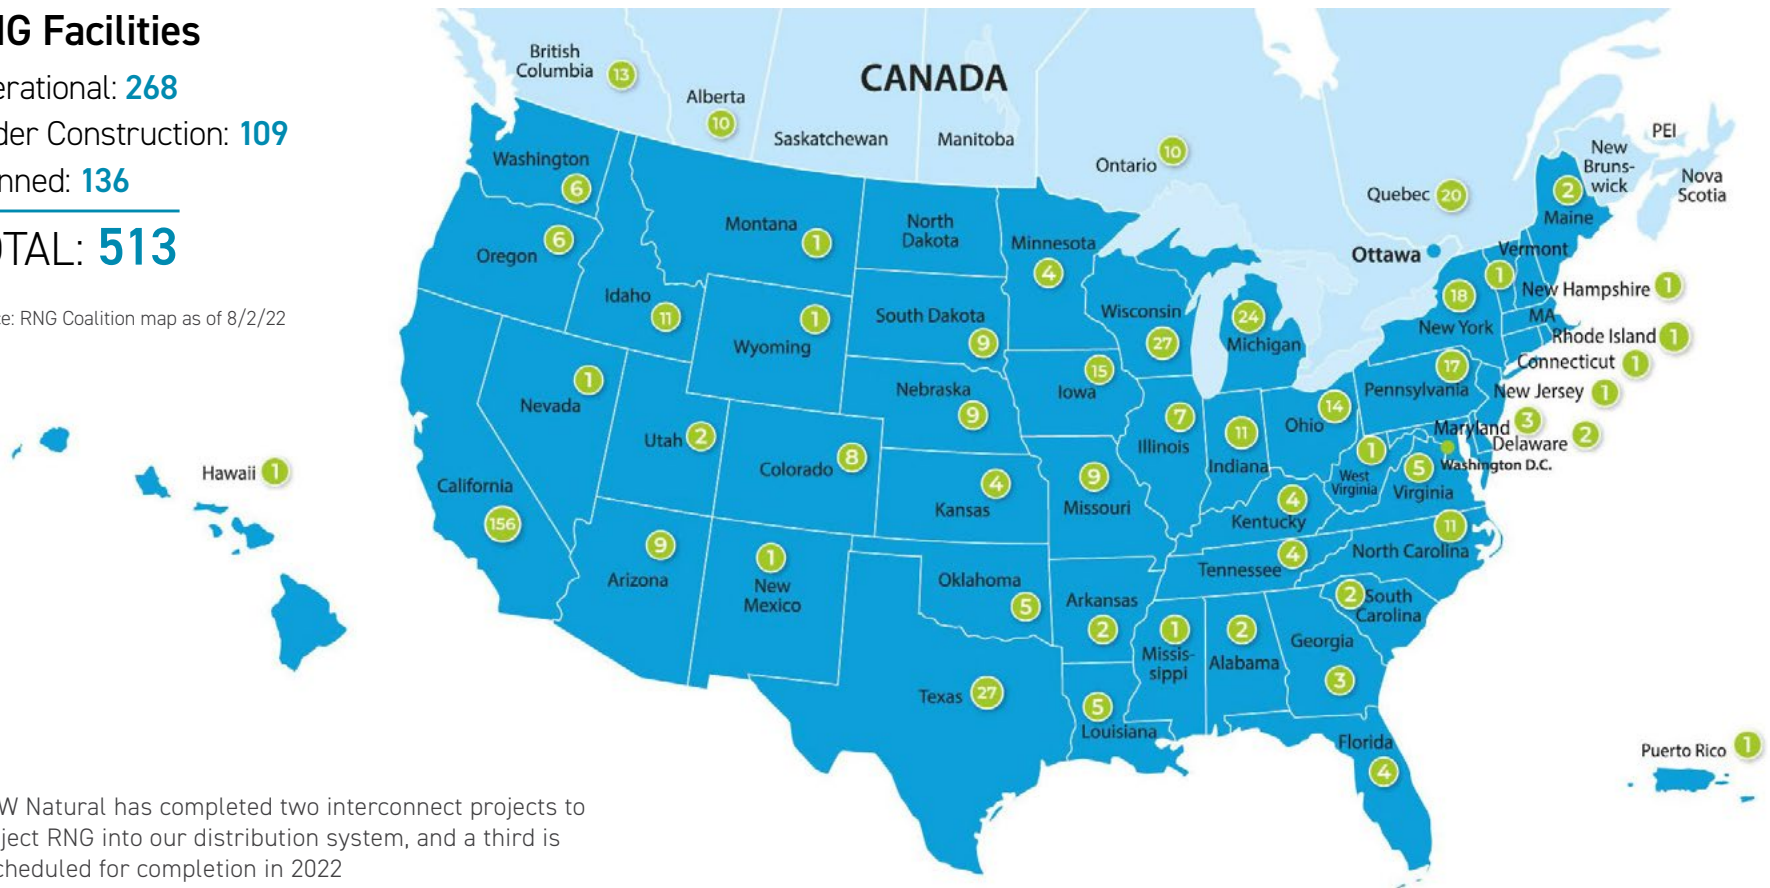 IG Facilities
erational: 268
der Construction: 109
nned: 136
TAL: 513
ce: RNG Coalition map as of 8/2/22
British
Columbia 13
Alberta
10
CANADA
Saskatchewan
Manitoba
Ontario 10
Quebec 20
PEI
New
Bruns-
wick
Nova
Scotia
Ottawa
Washington
6
Oregon 6
Idaho
11
Montana
1
North
Dakota
Minnesota
4
Wyoming
1
South Dakota
9
Wisconsin
27
24
Michigan
2
Maine
Vermont
1
New Hampshire 1
18
New York
MA
Rhode Island 1
Connecticut 1
17
Pennsylvania
New Jersey 1
Maryland 3
Delaware 2
Washington D.C.
1
Nevada
Utah 2
Colorado 8
Nebraska
9
15
Iowa
7
Illinois
11
Indiana
14
Ohio
1
West
Virginia
5
Virginia
California
156
4
Kansas
9
Missouri
4
Kentucky
11
North Carolina
4
Tennessee
9
Arizona
1
New
Mexico
Oklahoma
5
Arkansas
2
1
Missis-
sippi
2
Alabama
Georgia
3
2 South
Carolina
Texas 27
5
Louisiana
Florida
4
Hawaii 1
Puerto Rico 1
W Natural has completed two interconnect projects to
ject RNG into our distribution system, and a third is
cheduled for completion in 2022